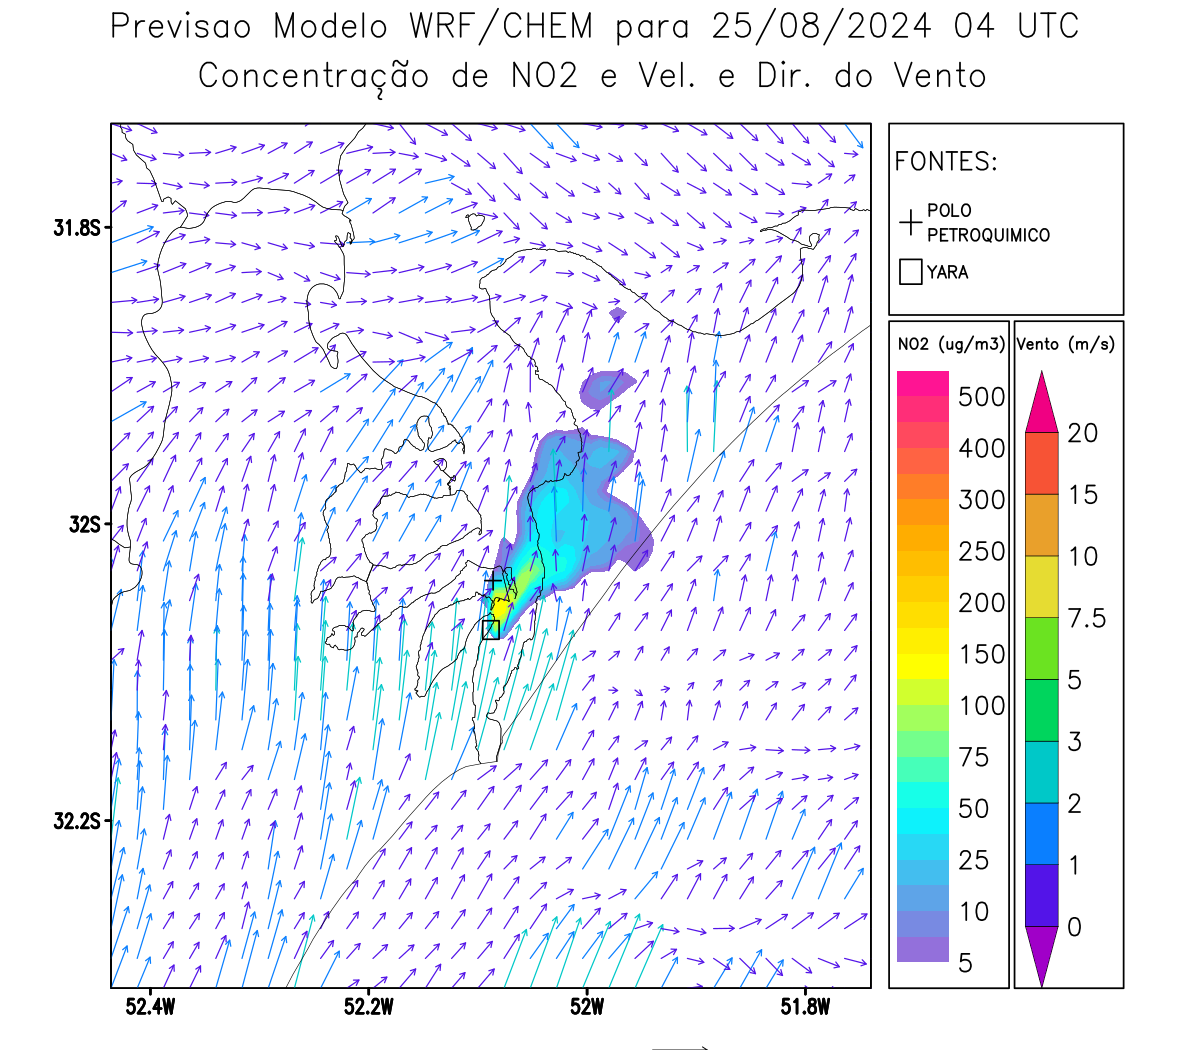 Previsao Modelo WRF/CHEM para 25/08/2024 04 UTC
Concentração de NO2 e Vel. e Dir. do Vento
FONTES:
POLO
PETROQUIMICO
YARA
NO2 (ug/m3)
500
400
300
250
200
150
100
75
50
25
10
5
Vento (m/s)
20
15
10
7.5
5
3
2
1
0
31.8S
32S
32.2S
52.4W
52.2W
52W
51.8W